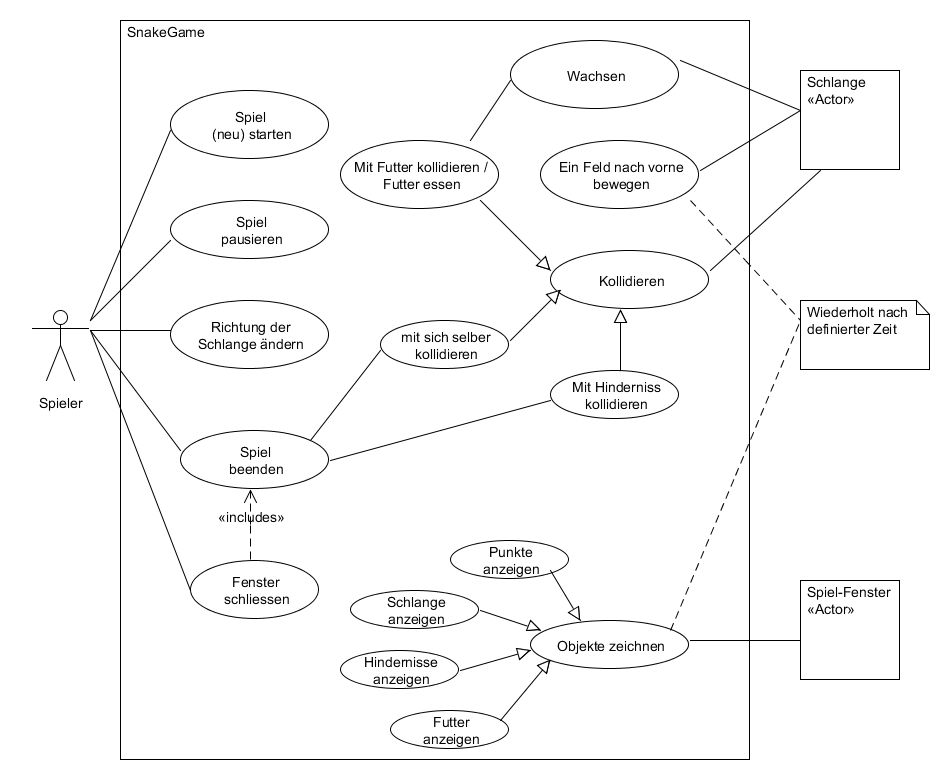 SnakeGame
Wachsen
Schlange
«Actor»
Spiel
(neu) starten
Mit Futter kollidieren /
Futter essen
Ein Feld nach vorne
bewegen
Spiel
pausieren
Kollidieren
Richtung der
Schlange ändern
mit sich selber
kollidieren
Wiederholt nach
definierter Zeit
Spieler
Mit Hinderniss
kollidieren
Spiel
beenden
«includes»
Punkte
anzeigen
Fenster
schliessen
Schlange
anzeigen
Spiel-Fenster
«Actor»
Objekte zeichnen
Hindernisse
anzeigen
Futter
anzeigen